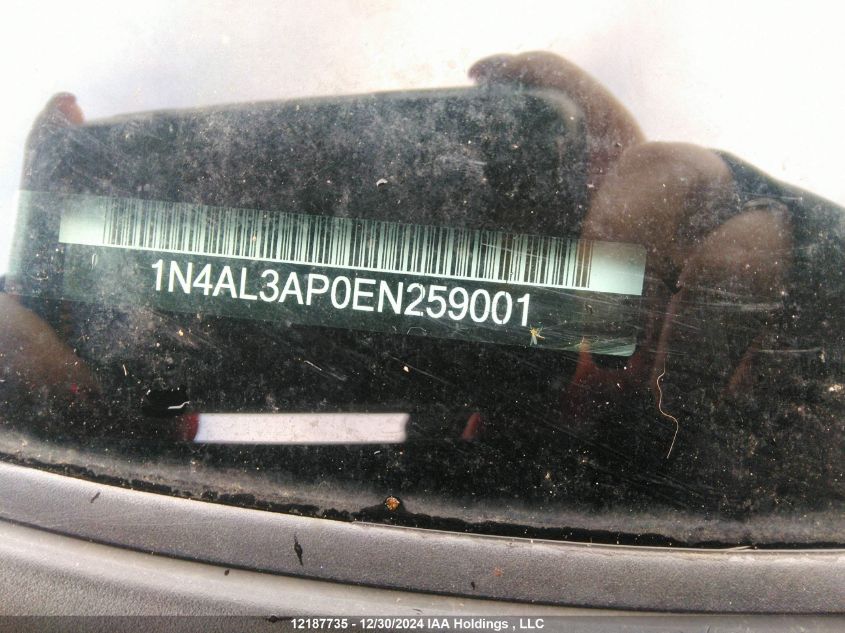 1N4AL3AP0EN259001
12187735 - 12/30/2024 IAA Holdings , LLC